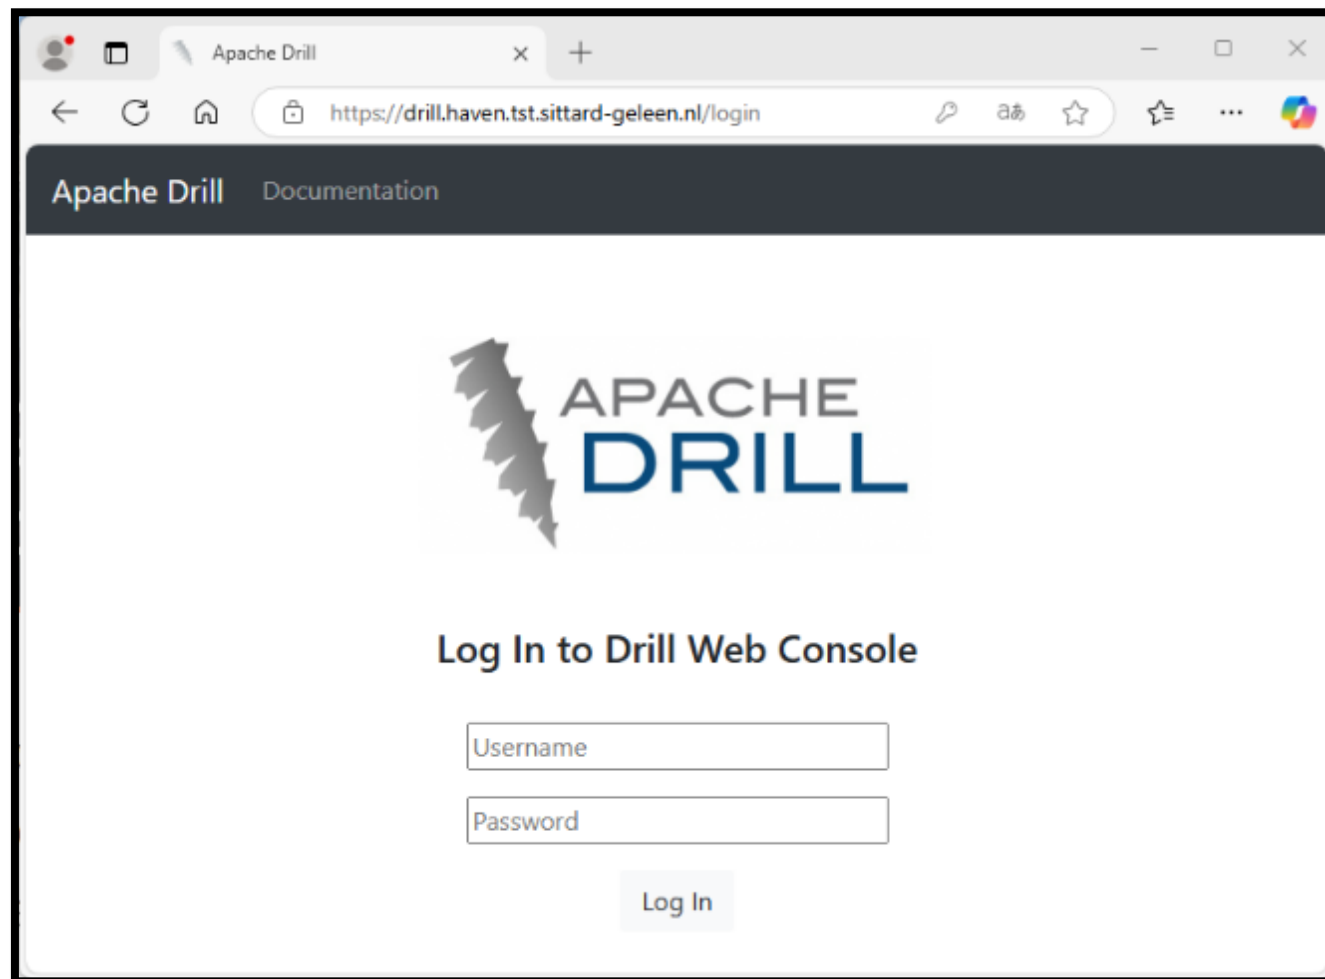 Apache Drill
https://drill.haven.tst.sittard-geleen.nl/login
aあ
Apache Drill Documentation
APACHE
DRILL
Log In to Drill Web Console
Username
Password
Log In